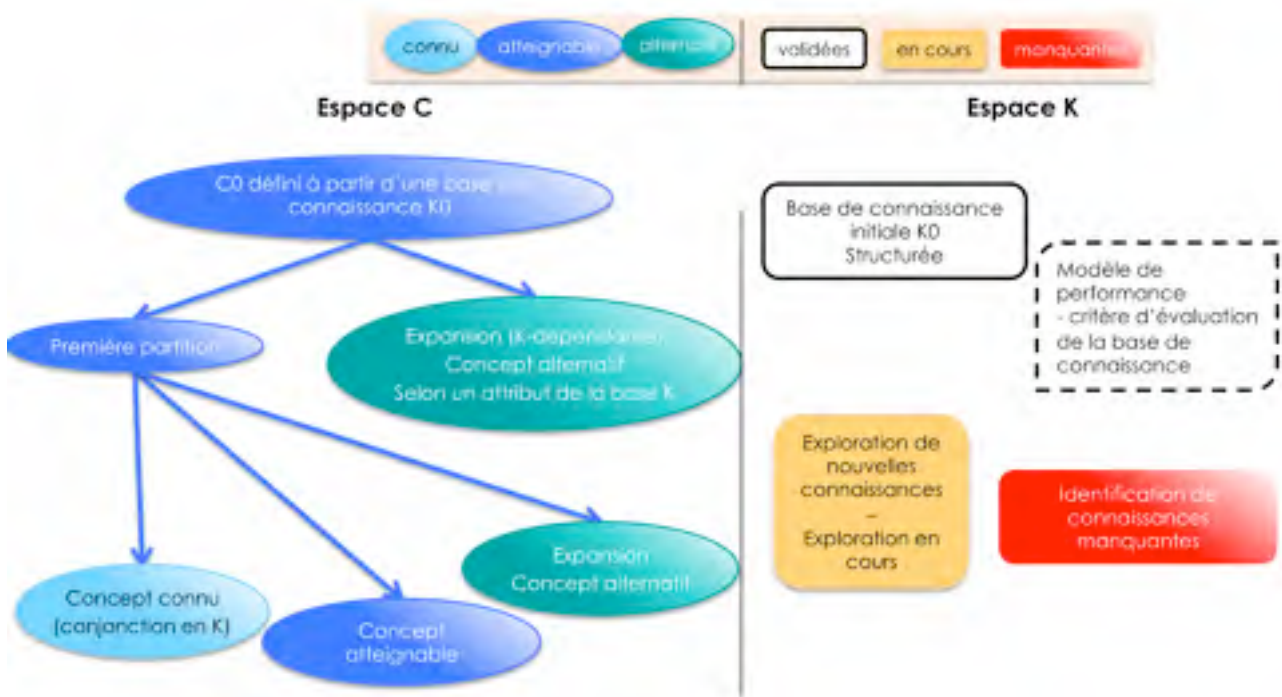 connu
atteignable
alternatif
validées
en cours
manquantes
Espace C
Espace K
C0 défini à partir d'une base
connaissance K0
Première partition
Expansion (K-dépendante)
Concept alternatif
Selon un attribut de la base K
Concept connu
(conjonction en K)
Concept
atteignable
Expansion
Concept alternatif
Base de connaissance
initiale K0
Structurée
Modèle de
performance
- critère d'évaluation
de la base de
connaissance
Exploration de
nouvelles
connaissances
–
Exploration en
cours
Identification de
connaissances
manquantes